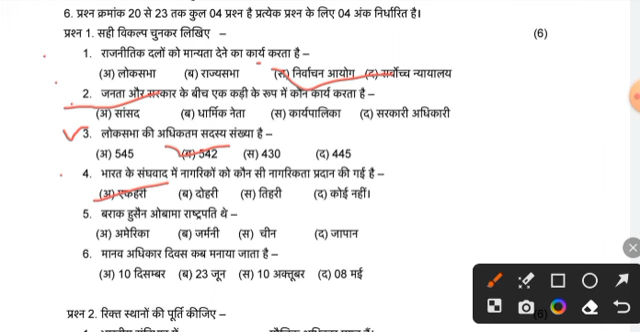 6. प्रश्न क्रमांक 20 से 23 तक कुल 04 प्रश्न है प्रत्येक प्रश्न के लिए 04 अंक निर्धारित है।
प्रश्न 1. सही विकल्प चुनकर लिखिए – (6)
1. राजनीतिक दलों को मान्यता देने का कार्य करता है –
(अ) लोकसभा (ब) राज्यसभा (स) निर्वाचन आयोग (द) सर्वोच्च न्यायालय
2. जनता और सरकार के बीच एक कड़ी के रूप में कौन कार्य करता है –
(अ) सांसद (ब) धार्मिक नेता (स) कार्यपालिका (द) सरकारी अधिकारी
3. लोकसभा की अधिकतम सदस्य संख्या है –
(अ) 545 (ब) 542 (स) 430 (द) 445
4. भारत के संघवाद में नागरिकों को कौन सी नागरिकता प्रदान की गई है –
(अ) एकहरी (ब) दोहरी (स) तिहरी (द) कोई नहीं।
5. बराक हुसैन ओबामा राष्ट्रपति थे –
(अ) अमेरिका (ब) जर्मनी (स) चीन (द) जापान
6. मानव अधिकार दिवस कब मनाया जाता है –
(अ) 10 दिसम्बर (ब) 23 जून (स) 10 अक्तूबर (द) 08 मई
प्रश्न 2. रिक्त स्थानों की पूर्ति कीजिए – (6)